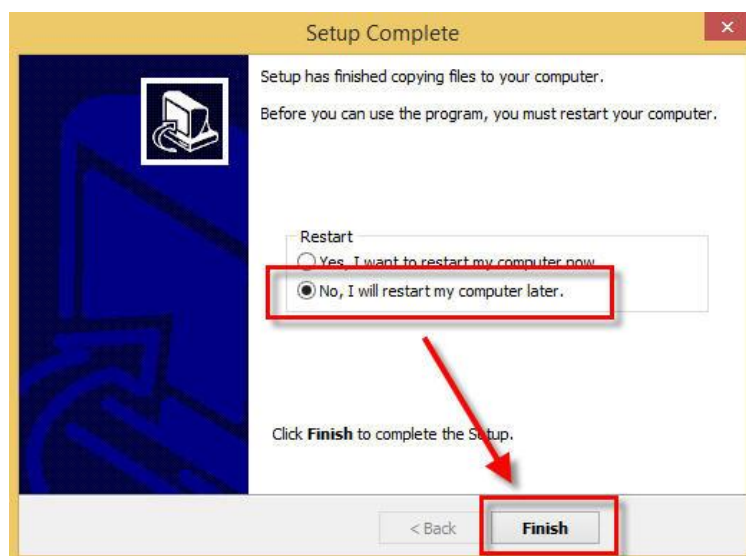 Setup Complete
Setup has finished copying files to your computer.
Before you can use the program, you must restart your computer.
Restart
Yes, I want to restart my computer now.
No, I will restart my computer later.
Click Finish to complete the Setup.
< Back
Finish